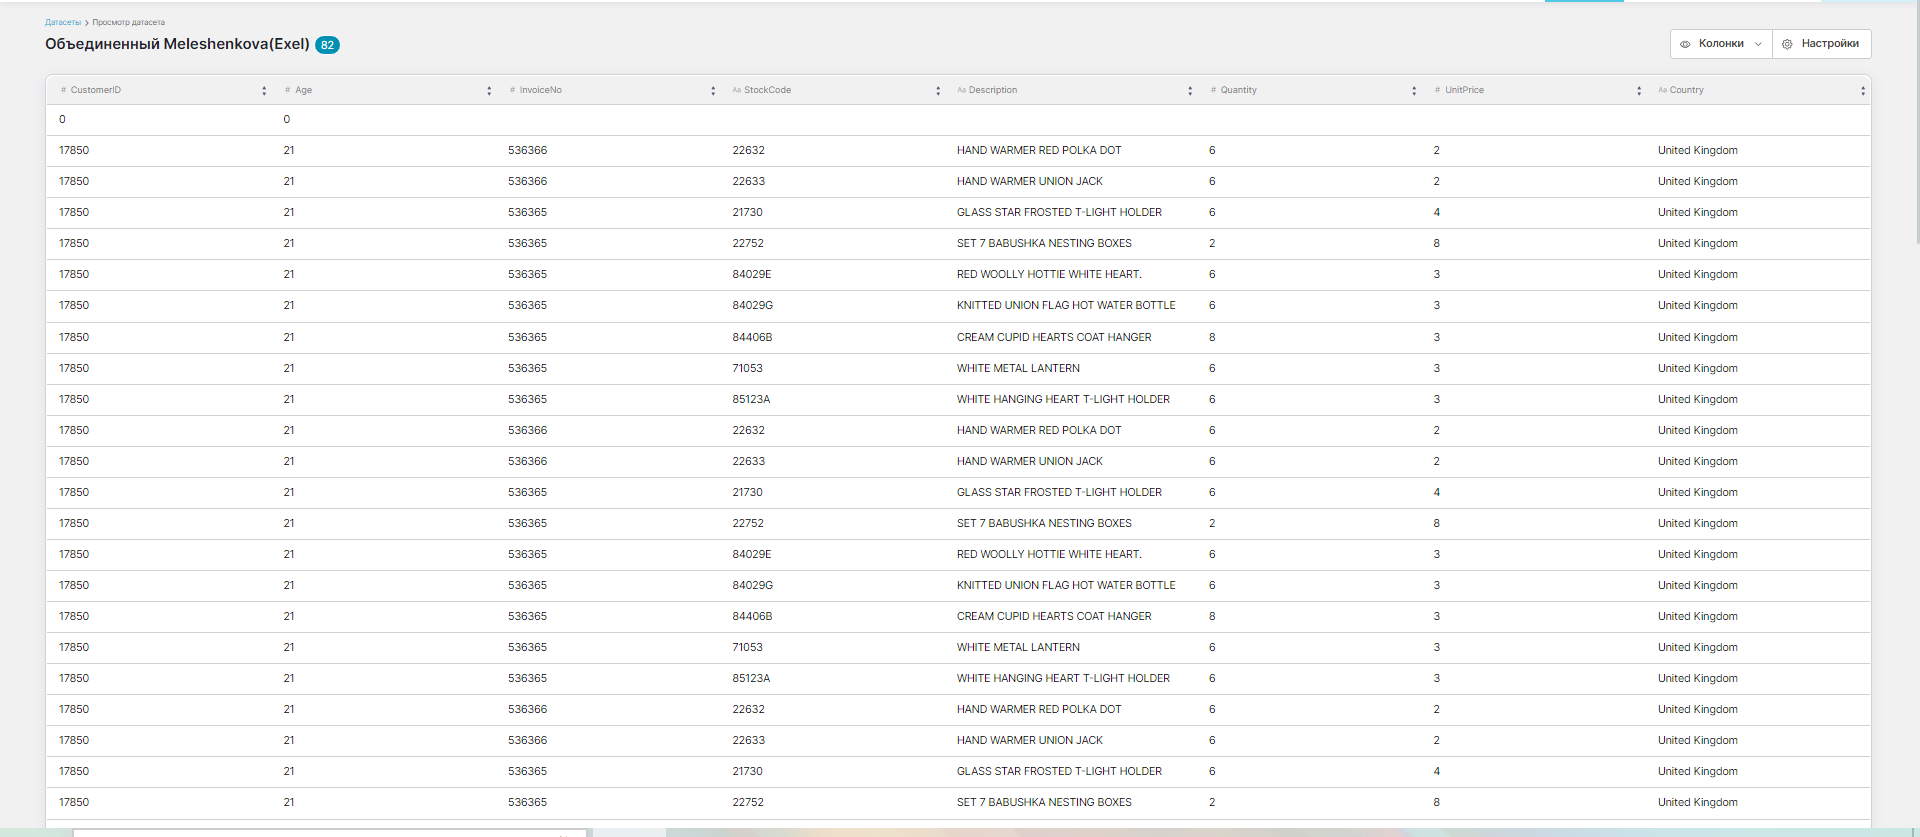 Датасеты > Просмотр датасета
Объединенный Meleshenkova(Exel) 82
Колонки Настройки
# CustomerID # Age # InvoiceNo Aa StockCode Aa Description # Quantity # UnitPrice Aa Country
0 0
17850 21 536366 22632 HAND WARMER RED POLKA DOT 6 2 United Kingdom
17850 21 536366 22633 HAND WARMER UNION JACK 6 2 United Kingdom
17850 21 536365 21730 GLASS STAR FROSTED T-LIGHT HOLDER 6 4 United Kingdom
17850 21 536365 22752 SET 7 BABUSHKA NESTING BOXES 2 8 United Kingdom
17850 21 536365 84029E RED WOOLLY HOTTIE WHITE HEART. 6 3 United Kingdom
17850 21 536365 84029G KNITTED UNION FLAG HOT WATER BOTTLE 6 3 United Kingdom
17850 21 536365 84406B CREAM CUPID HEARTS COAT HANGER 8 3 United Kingdom
17850 21 536365 71053 WHITE METAL LANTERN 6 3 United Kingdom
17850 21 536365 85123A WHITE HANGING HEART T-LIGHT HOLDER 6 3 United Kingdom
17850 21 536366 22632 HAND WARMER RED POLKA DOT 6 2 United Kingdom
17850 21 536366 22633 HAND WARMER UNION JACK 6 2 United Kingdom
17850 21 536365 21730 GLASS STAR FROSTED T-LIGHT HOLDER 6 4 United Kingdom
17850 21 536365 22752 SET 7 BABUSHKA NESTING BOXES 2 8 United Kingdom
17850 21 536365 84029E RED WOOLLY HOTTIE WHITE HEART. 6 3 United Kingdom
17850 21 536365 84029G KNITTED UNION FLAG HOT WATER BOTTLE 6 3 United Kingdom
17850 21 536365 84406B CREAM CUPID HEARTS COAT HANGER 8 3 United Kingdom
17850 21 536365 71053 WHITE METAL LANTERN 6 3 United Kingdom
17850 21 536365 85123A WHITE HANGING HEART T-LIGHT HOLDER 6 3 United Kingdom
17850 21 536366 22632 HAND WARMER RED POLKA DOT 6 2 United Kingdom
17850 21 536366 22633 HAND WARMER UNION JACK 6 2 United Kingdom
17850 21 536365 21730 GLASS STAR FROSTED T-LIGHT HOLDER 6 4 United Kingdom
17850 21 536365 22752 SET 7 BABUSHKA NESTING BOXES 2 8 United Kingdom